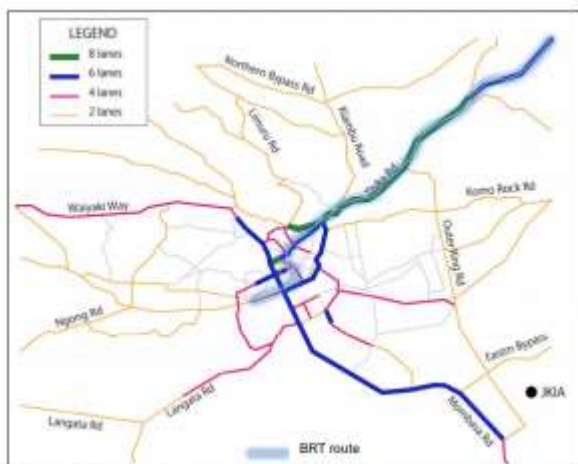 LEGEND
8 lanes
6 lanes
4 lanes
2 lanes
Northern Bypass Rd
Limuru Rd
Kiambu Road
Thika Rd
Waiyaki Way
Komo Rock Rd
Outer Ring Rd
Ngong Rd
Eastern Bypass
JKIA
Mombasa Rd
Langata Rd
Langata Rd
BRT route